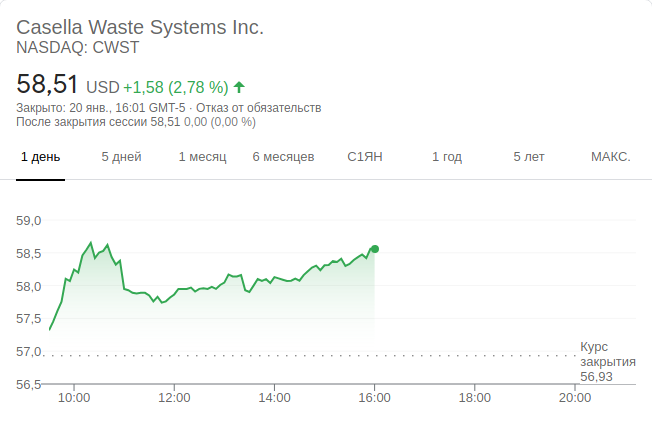 Casella Waste Systems Inc.
NASDAQ: CWST
58,51 USD +1,58 (2,78 %)
Закрыто: 20 янв., 16:01 GMT-5 · Отказ от обязательств
После закрытия сессии 58,51 0,00 (0,00 %)
1 день 5 дней 1 месяц 6 месяцев С1ЯН 1 год 5 лет МАКС.
59,0
58,5
58,0
57,5
57,0
56,5
Курс
закрытия
56,93
10:00 12:00 14:00 16:00 18:00 20:00